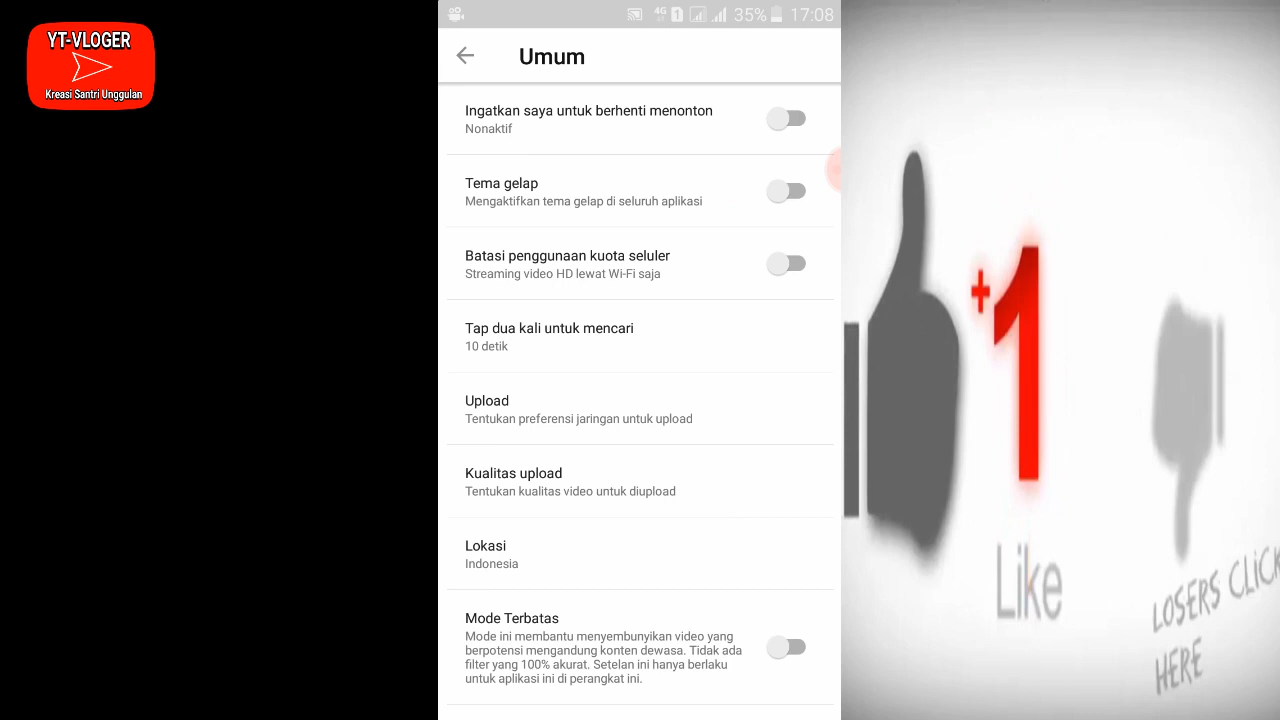 YT-VLOGER
Kreasi Santri Unggulan
4G 1 35% 17:08
Umum
Ingatkan saya untuk berhenti menonton
Nonaktif
Tema gelap
Mengaktifkan tema gelap di seluruh aplikasi
Batasi penggunaan kuota seluler
Streaming video HD lewat Wi-Fi saja
Tap dua kali untuk mencari
10 detik
Upload
Tentukan preferensi jaringan untuk upload
Kualitas upload
Tentukan kualitas video untuk diupload
Lokasi
Indonesia
Mode Terbatas
Mode ini membantu menyembunyikan video yang
berpotensi mengandung konten dewasa. Tidak ada
filter yang 100% akurat. Setelan ini hanya berlaku
untuk aplikasi ini di perangkat ini.
+1
Like
LOSERS CLICK
HERE